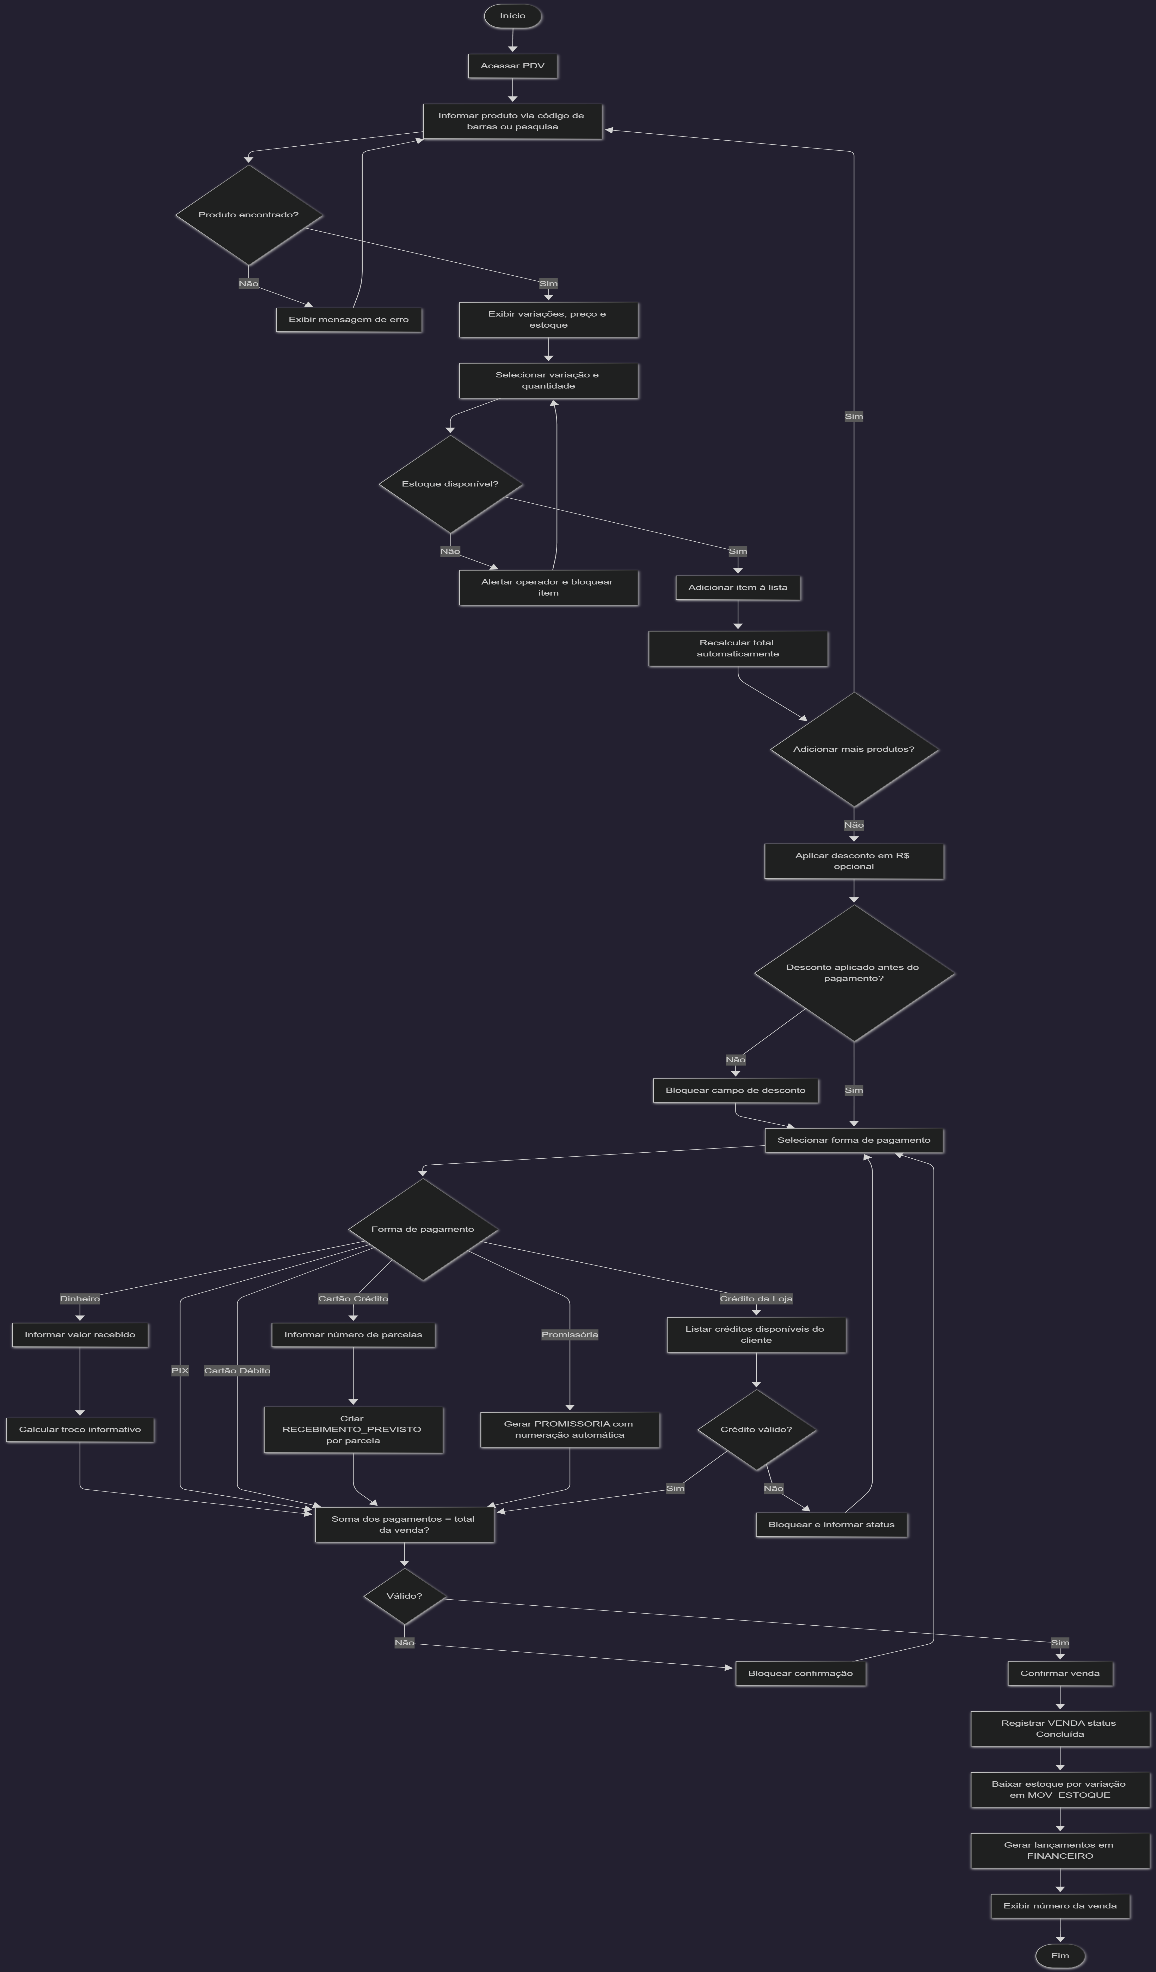 Início
Acessar PDV
Informar produto via código de
barras ou pesquisa
Produto encontrado?
Não
Sim
Exibir mensagem de erro
Exibir variações, preço e
estoque
Selecionar variação e
quantidade
Sim
Estoque disponível?
Não
Sim
Alertar operador e bloquear
item
Adicionar item à lista
Recalcular total
automaticamente
Adicionar mais produtos?
Não
Aplicar desconto em R$
opcional
Desconto aplicado antes do
pagamento?
Não
Bloquear campo de desconto
Sim
Selecionar forma de pagamento
Forma de pagamento
Dinheiro
Cartão Crédito
Crédito da Loja
Informar valor recebido
Informar número de parcelas
Promissória
Listar créditos disponíveis do
cliente
PIX
Cartão Débito
Calcular troco informativo
Criar
RECEBIMENTO_PREVISTO
por parcela
Gerar PROMISSORIA com
numeração automática
Crédito válido?
Sim
Não
Soma dos pagamentos = total
da venda?
Bloquear e informar status
Válido?
Não
Sim
Bloquear confirmação
Confirmar venda
Registrar VENDA status
Concluída
Baixar estoque por variação
em MOV_ESTOQUE
Gerar lançamentos em
FINANCEIRO
Exibir número da venda
Fim